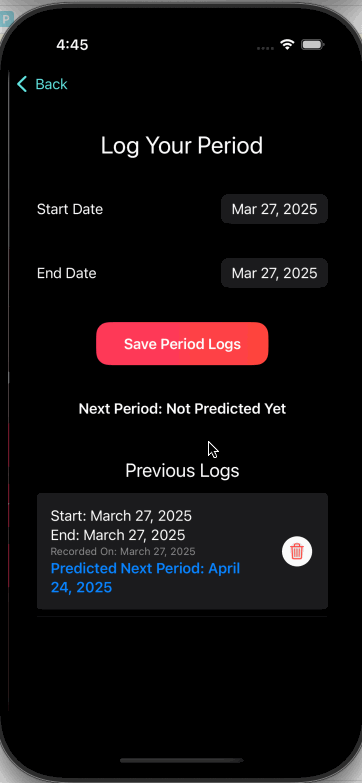 P
4:45
Back
Log Your Period
Start Date Mar 27, 2025
End Date Mar 27, 2025
Save Period Logs
Next Period: Not Predicted Yet
Previous Logs
Start: March 27, 2025
End: March 27, 2025
Recorded On: March 27, 2025
Predicted Next Period: April
24, 2025